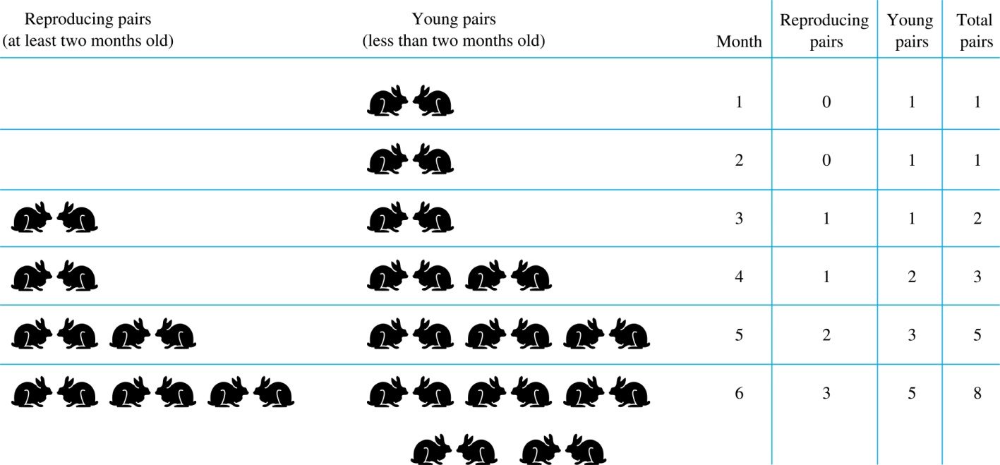 Reproducing pairs
(at least two months old)
Young pairs
(less than two months old)
Month
Reproducing
pairs
Young
pairs
Total
pairs
1 0 1 1
2 0 1 1
3 1 1 2
4 1 2 3
5 2 3 5
6 3 5 8